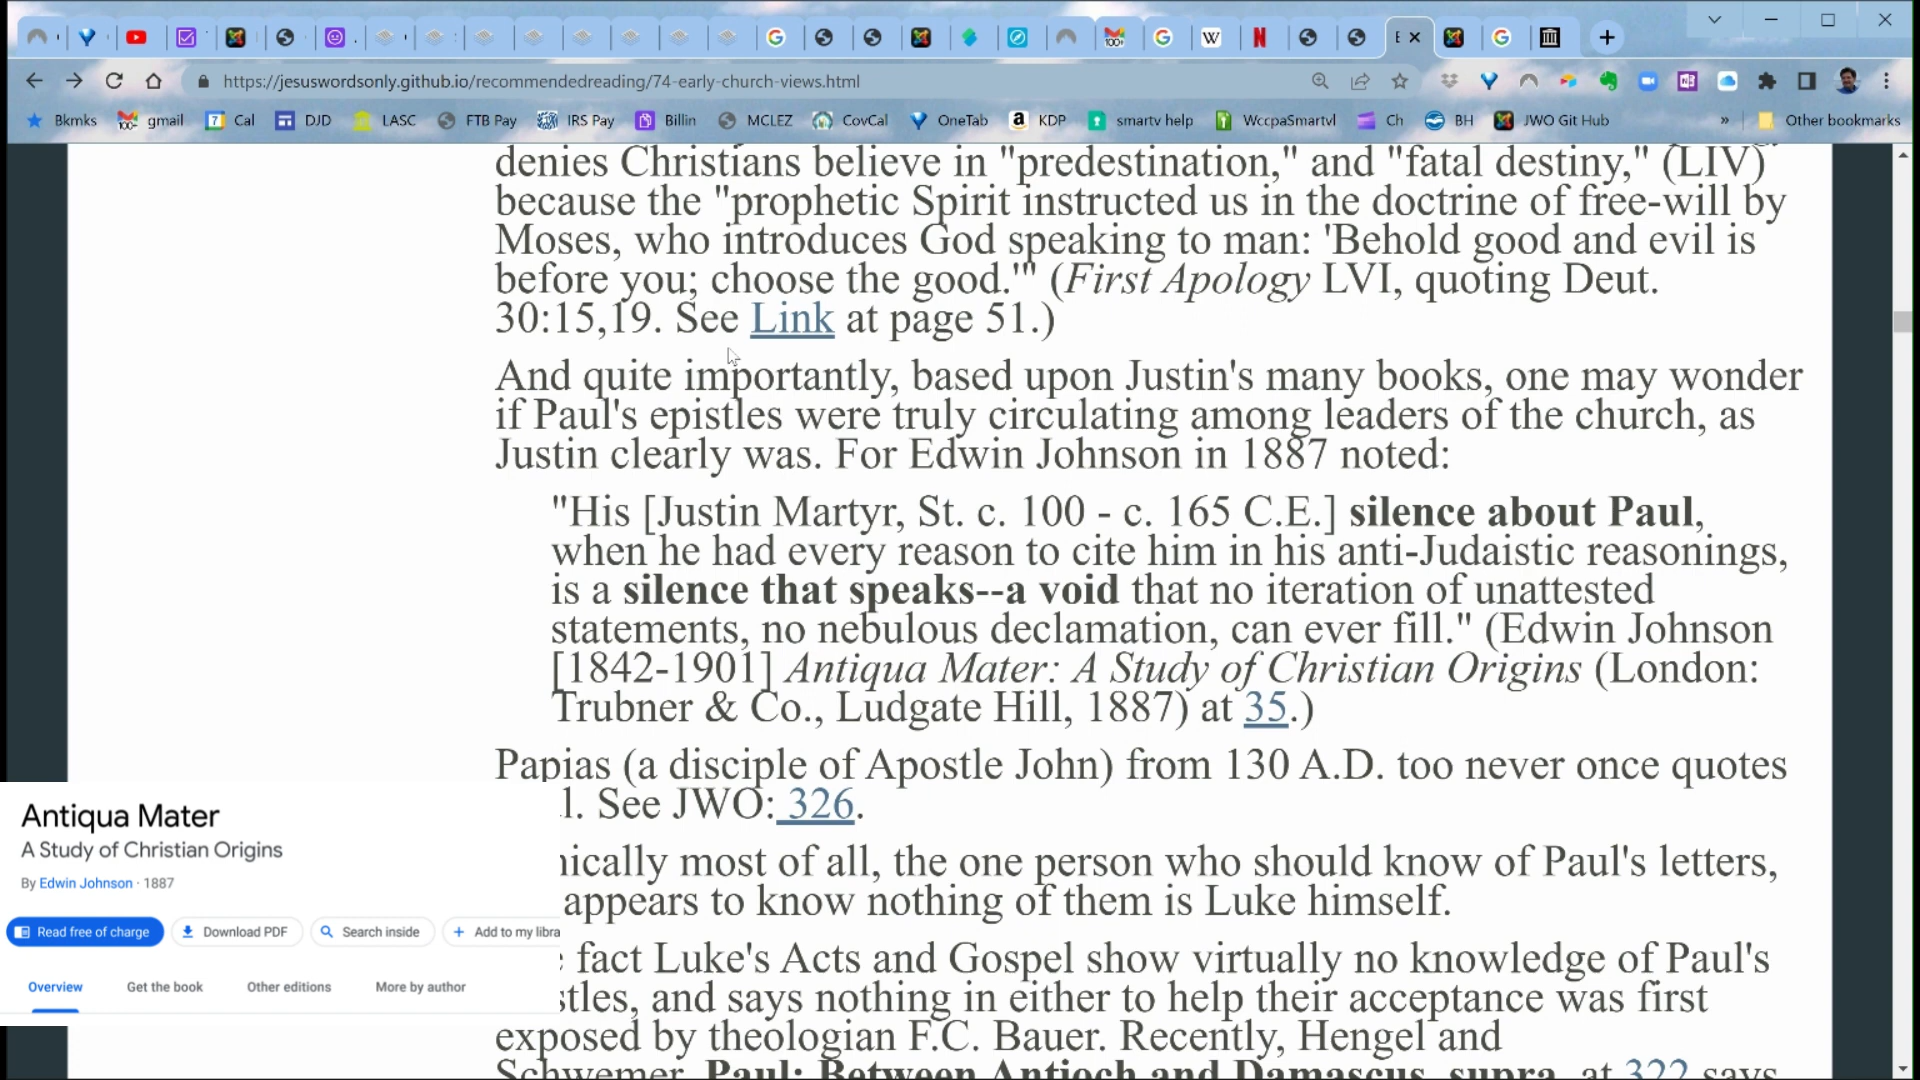 E
https://jesuswordsonly.github.io/recommendedreading/74-early-church-views.html
Bkmks gmail Cal DJD LASC FTB Pay IRS Pay Billin MCLEZ CovCal OneTab KDP smartv help WccpaSmartvl Ch BH JWO Git Hub » Other bookmarks
denies Christians believe in "predestination," and "fatal destiny," (LIV)
because the "prophetic Spirit instructed us in the doctrine of free-will by
Moses, who introduces God speaking to man: 'Behold good and evil is
before you; choose the good.'" (First Apology LVI, quoting Deut.
30:15,19. See Link at page 51.)
And quite importantly, based upon Justin's many books, one may wonder
if Paul's epistles were truly circulating among leaders of the church, as
Justin clearly was. For Edwin Johnson in 1887 noted:
"His [Justin Martyr, St. c. 100 - c. 165 C.E.] silence about Paul,
when he had every reason to cite him in his anti-Judaistic reasonings,
is a silence that speaks--a void that no iteration of unattested
statements, no nebulous declamation, can ever fill." (Edwin Johnson
[1842-1901] Antiqua Mater: A Study of Christian Origins (London:
Trubner & Co., Ludgate Hill, 1887) at 35.)
Papias (a disciple of Apostle John) from 130 A.D. too never once quotes
l. See JWO: 326.
nically most of all, the one person who should know of Paul's letters,
appears to know nothing of them is Luke himself.
fact Luke's Acts and Gospel show virtually no knowledge of Paul's
stles, and says nothing in either to help their acceptance was first
exposed by theologian F.C. Bauer. Recently, Hengel and
Schwemer, Paul: Between Antioch and Damascus, supra, at 322 says
Antiqua Mater
A Study of Christian Origins
By Edwin Johnson · 1887
Read free of charge Download PDF Search inside Add to my libra
Overview Get the book Other editions More by author